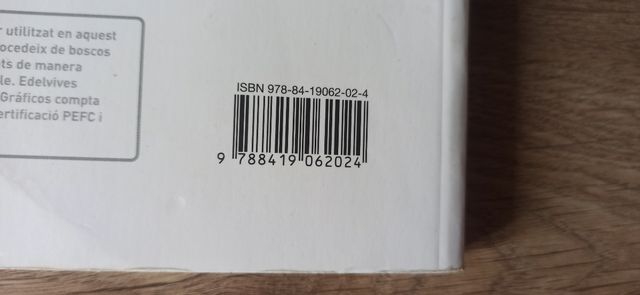 utilitzat en aquest
ocedeix de boscos
ts de manera
le. Edelvives
Gráficos compta
ertificació PEFC i
ISBN 978-84-19062-02-4
9 788419 062024